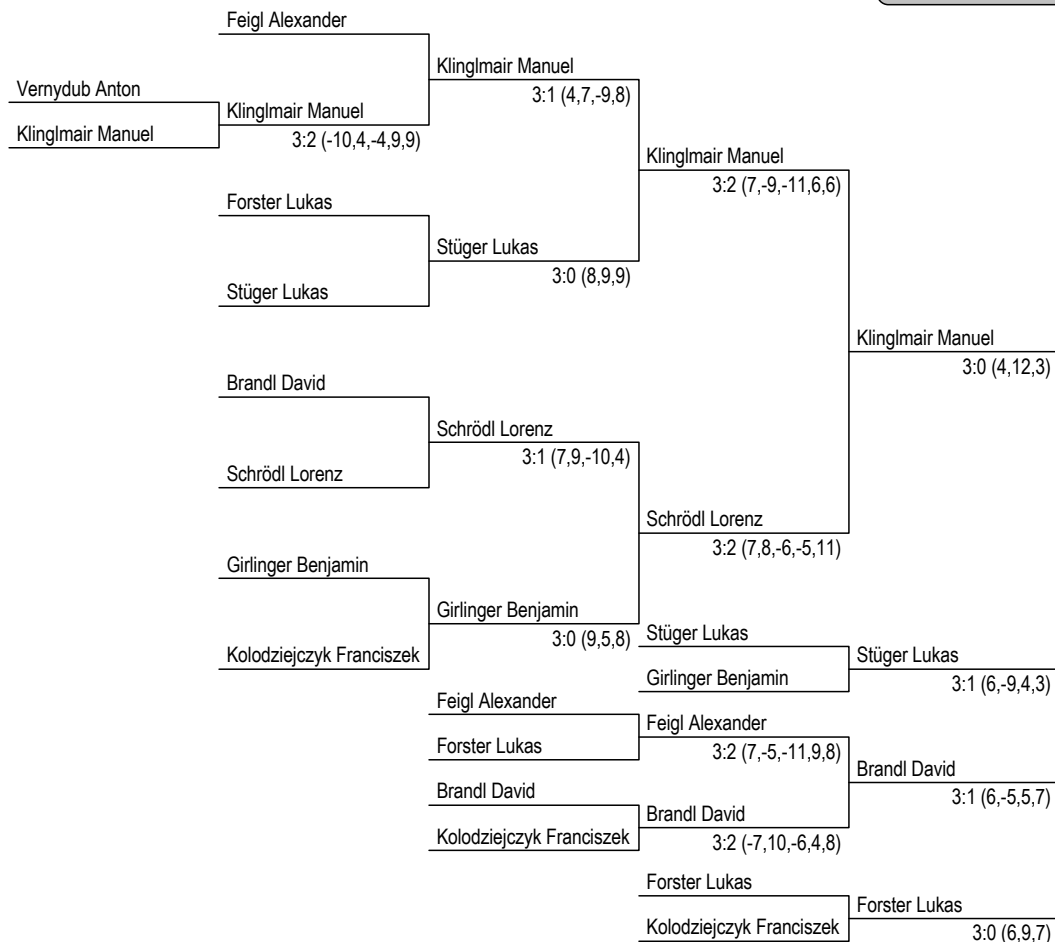 Feigl Alexander
Klinglmair Manuel
3:1 (4,7,-9,8)
Vernydub Anton
Klinglmair Manuel
Klinglmair Manuel
3:2 (-10,4,-4,9,9)
Klinglmair Manuel
3:2 (7,-9,-11,6,6)
Forster Lukas
Stüger Lukas
3:0 (8,9,9)
Stüger Lukas
Klinglmair Manuel
3:0 (4,12,3)
Brandl David
Schrödl Lorenz
3:1 (7,9,-10,4)
Schrödl Lorenz
Schrödl Lorenz
3:2 (7,8,-6,-5,11)
Girlinger Benjamin
Girlinger Benjamin
3:0 (9,5,8)
Kolodziejczyk Franciszek
Stüger Lukas
Stüger Lukas
3:1 (6,-9,4,3)
Girlinger Benjamin
Feigl Alexander
Feigl Alexander
3:2 (7,-5,-11,9,8)
Forster Lukas
Brandl David
3:1 (6,-5,5,7)
Brandl David
Brandl David
3:2 (-7,10,-6,4,8)
Kolodziejczyk Franciszek
Forster Lukas
Forster Lukas
3:0 (6,9,7)
Kolodziejczyk Franciszek